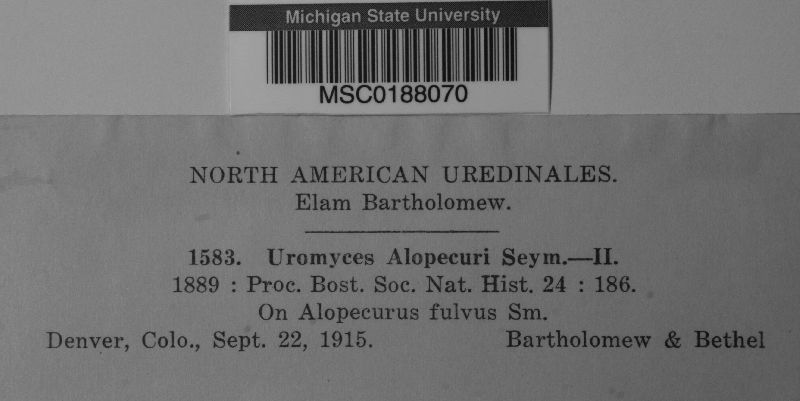 Michigan State University
MSC0188070
NORTH AMERICAN UREDINALES.
Elam Bartholomew.
1583. Uromyces Alopecuri Seym.—II.
1889 : Proc. Bost. Soc. Nat. Hist. 24 : 186.
On Alopecurus fulvus Sm.
Denver, Colo., Sept. 22, 1915. Bartholomew & Bethel